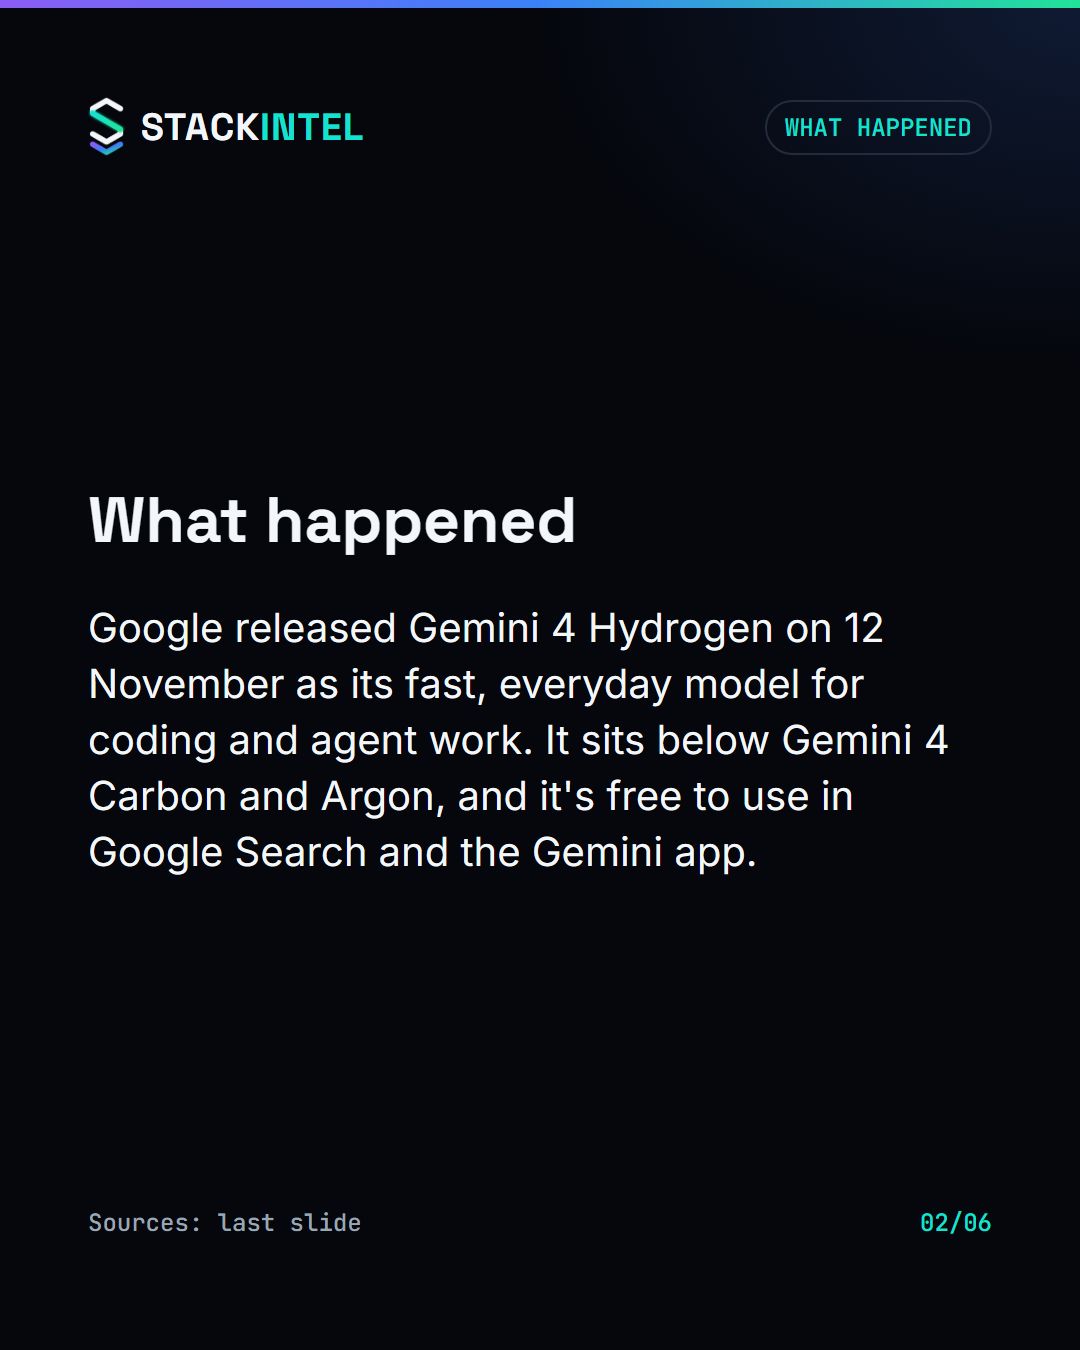 STACKINTEL
WHAT HAPPENED
What happened
Google released Gemini 4 Hydrogen on 12
November as its fast, everyday model for
coding and agent work. It sits below Gemini 4
Carbon and Argon, and it's free to use in
Google Search and the Gemini app.
Sources: last slide
02/06